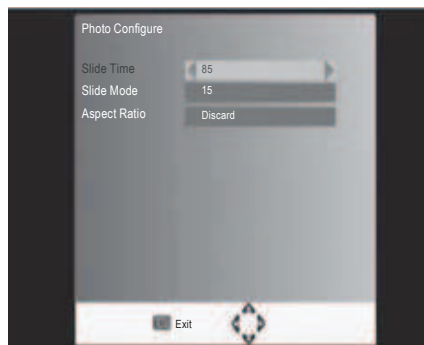 Photo Configure
Slide Time 85
Slide Mode 15
Aspect Ratio Discard
Exit